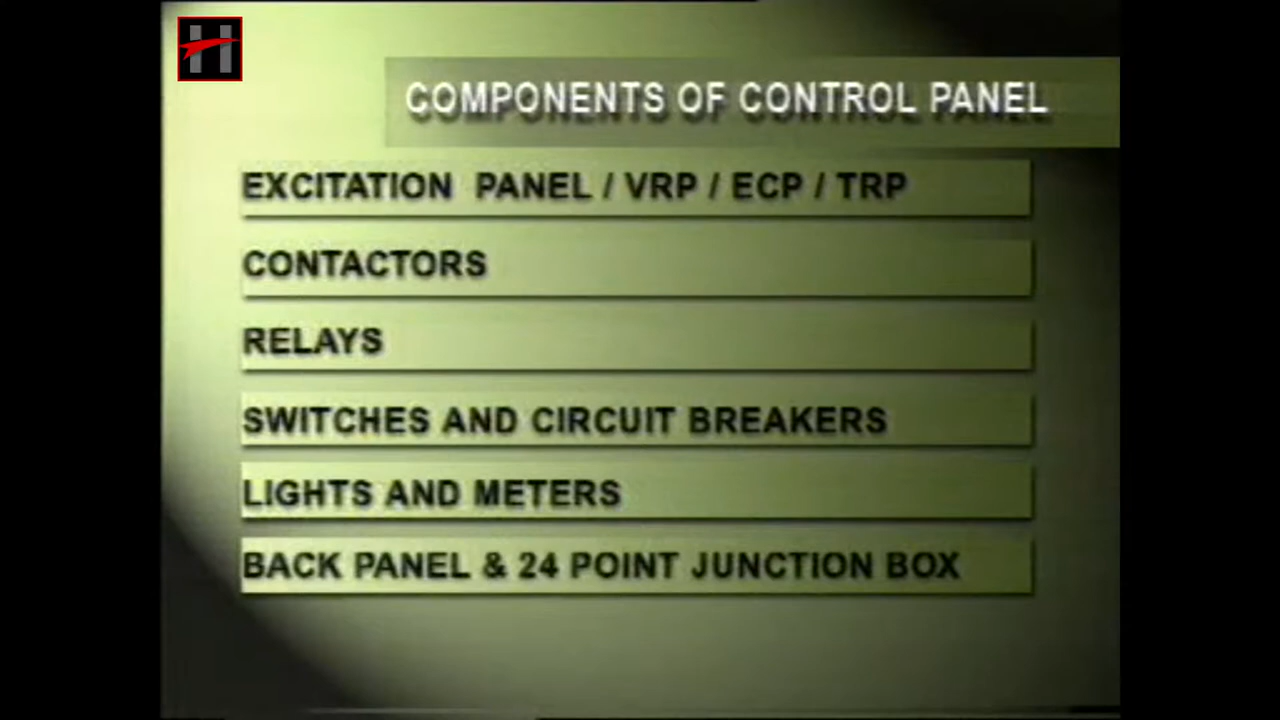 COMPONENTS OF CONTROL PANEL
EXCITATION PANEL / VRP / ECP / TRP
CONTACTORS
RELAYS
SWITCHES AND CIRCUIT BREAKERS
LIGHTS AND METERS
BACK PANEL & 24 POINT JUNCTION BOX